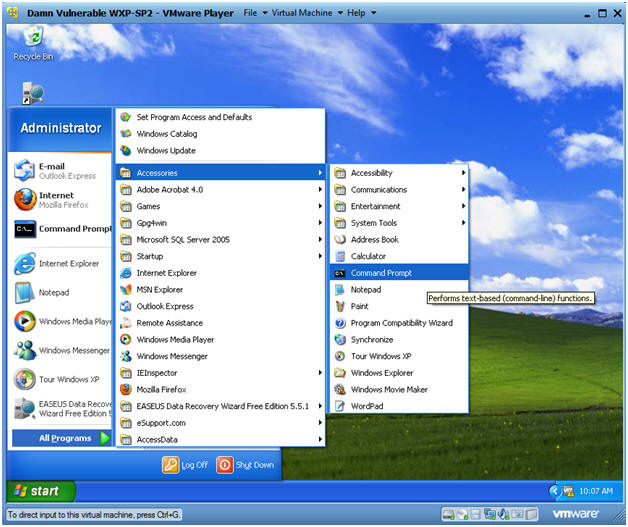 Damn Vulnerable WXP-SP2 - VMware Player File Virtual Machine Help
Recycle Bin
Administrator
E-mail
Outlook Express
Internet
Mozilla Firefox
Command Prompt
Internet Explorer
Notepad
Windows Media Playe
Windows Messenger
Tour Windows XP
EASEUS Data Recov
Wizard Free Edition 5
All Programs
Set Program Access and Defaults
Windows Catalog
Windows Update
Accessories
Adobe Acrobat 4.0
Games
Gpg4win
Microsoft SQL Server 2005
Startup
Internet Explorer
MSN Explorer
Outlook Express
Remote Assistance
Windows Media Player
Windows Messenger
IEInspector
Mozilla Firefox
EASEUS Data Recovery Wizard Free Edition 5.5.1
eSupport.com
AccessData
Accessibility
Communications
Entertainment
System Tools
Address Book
Calculator
C:\ Command Prompt
Notepad
Paint
Program Compatibility Wizard
Synchronize
Tour Windows XP
Windows Explorer
Windows Movie Maker
WordPad
Performs text-based (command-line) functions.
Log Off Shut Down
start 10:07 AM
To direct input to this virtual machine, press Ctrl+G. vmware